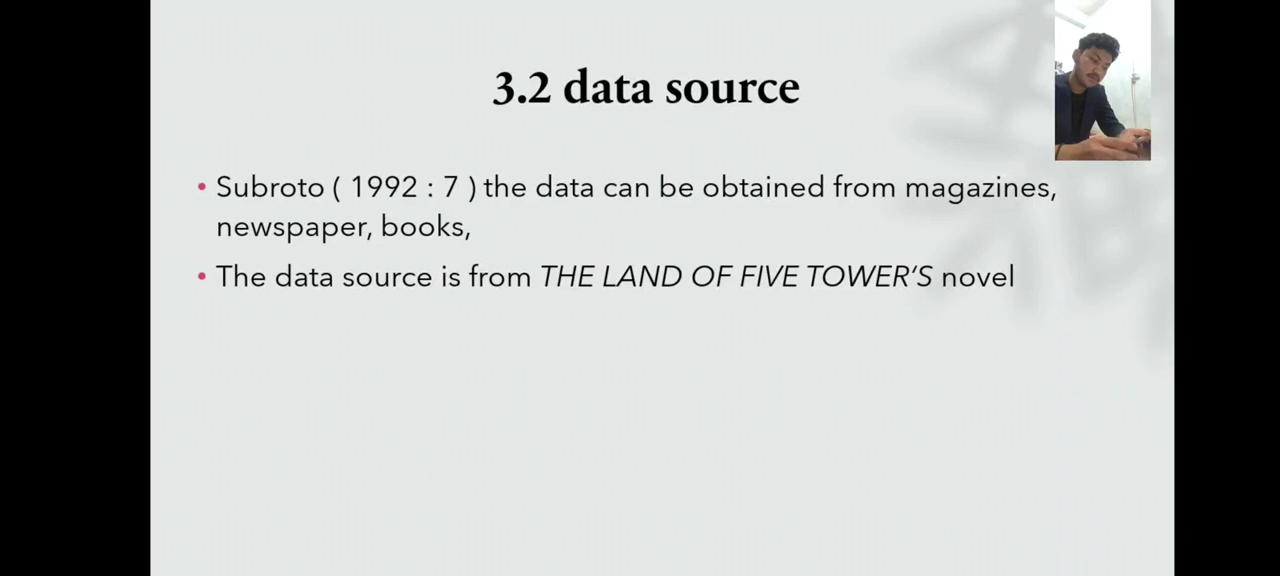 3.2 data source
• Subroto ( 1992 : 7 ) the data can be obtained from magazines,
newspaper, books,
• The data source is from THE LAND OF FIVE TOWER’S novel